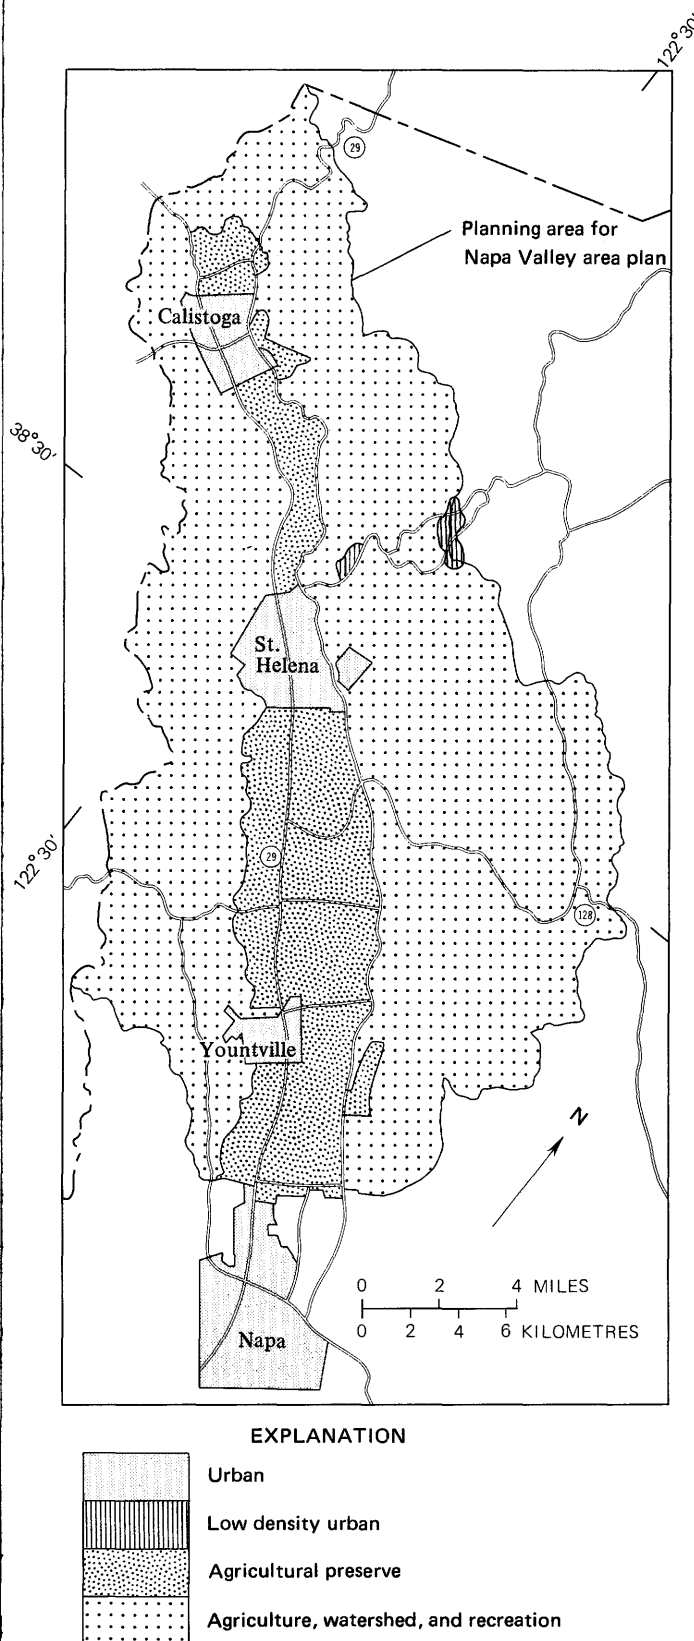 122°30'
29
Planning area for
Napa Valley area plan
Calistoga
38°30'
St.
Helena
122°30'
29
128
Yountville
N
0 2 4 MILES
0 2 4 6 KILOMETRES
Napa
EXPLANATION
Urban
Low density urban
Agricultural preserve
Agriculture, watershed, and recreation